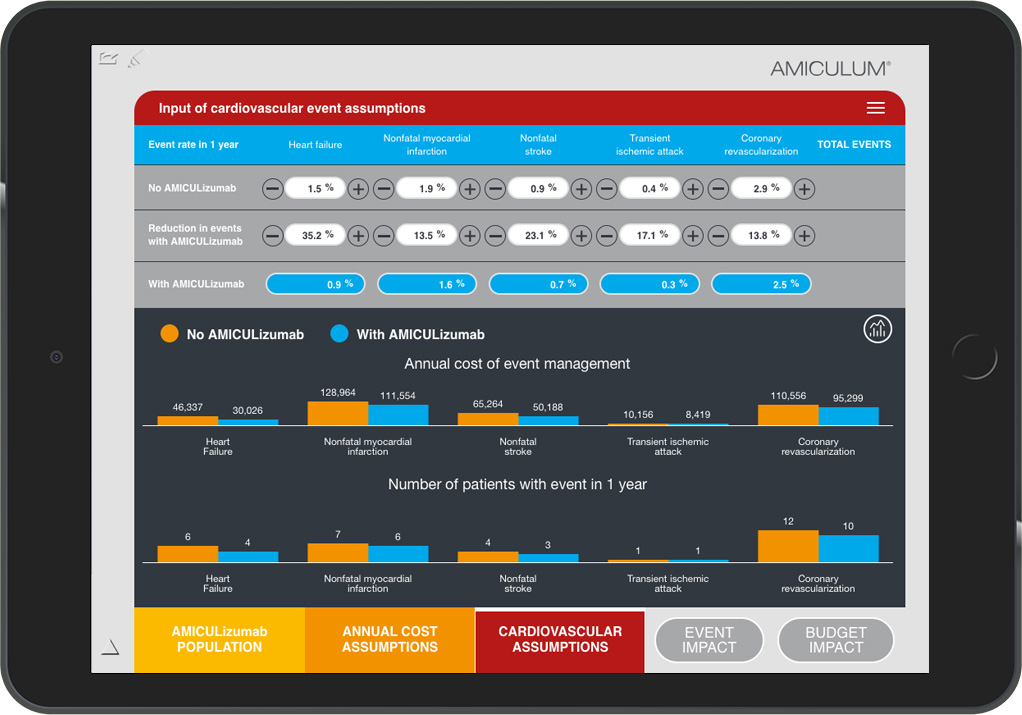 AMICULUM®
Input of cardiovascular event assumptions
Event rate in 1 year
Heart failure
Nonfatal myocardial
infarction
Nonfatal
stroke
Transient
ischemic attack
Coronary
revascularization
TOTAL EVENTS
No AMICULizumab
1.5 %
1.9 %
0.9 %
0.4 %
2.9 %
Reduction in events
with AMICULizumab
35.2 %
13.5 %
23.1 %
17.1 %
13.8 %
With AMICULizumab
0.9 %
1.6 %
0.7 %
0.3 %
2.5 %
No AMICULizumab
With AMICULizumab
Annual cost of event management
46,337
30,026
128,964
111,554
65,264
50,188
10,156
8,419
110,556
95,299
Heart
Failure
Nonfatal myocardial
infarction
Nonfatal
stroke
Transient ischemic
attack
Coronary
revascularization
Number of patients with event in 1 year
6
4
7
6
4
3
1
1
12
10
Heart
Failure
Nonfatal myocardial
infarction
Nonfatal
stroke
Transient ischemic
attack
Coronary
revascularization
AMICULizumab
POPULATION
ANNUAL COST
ASSUMPTIONS
CARDIOVASCULAR
ASSUMPTIONS
EVENT
IMPACT
BUDGET
IMPACT